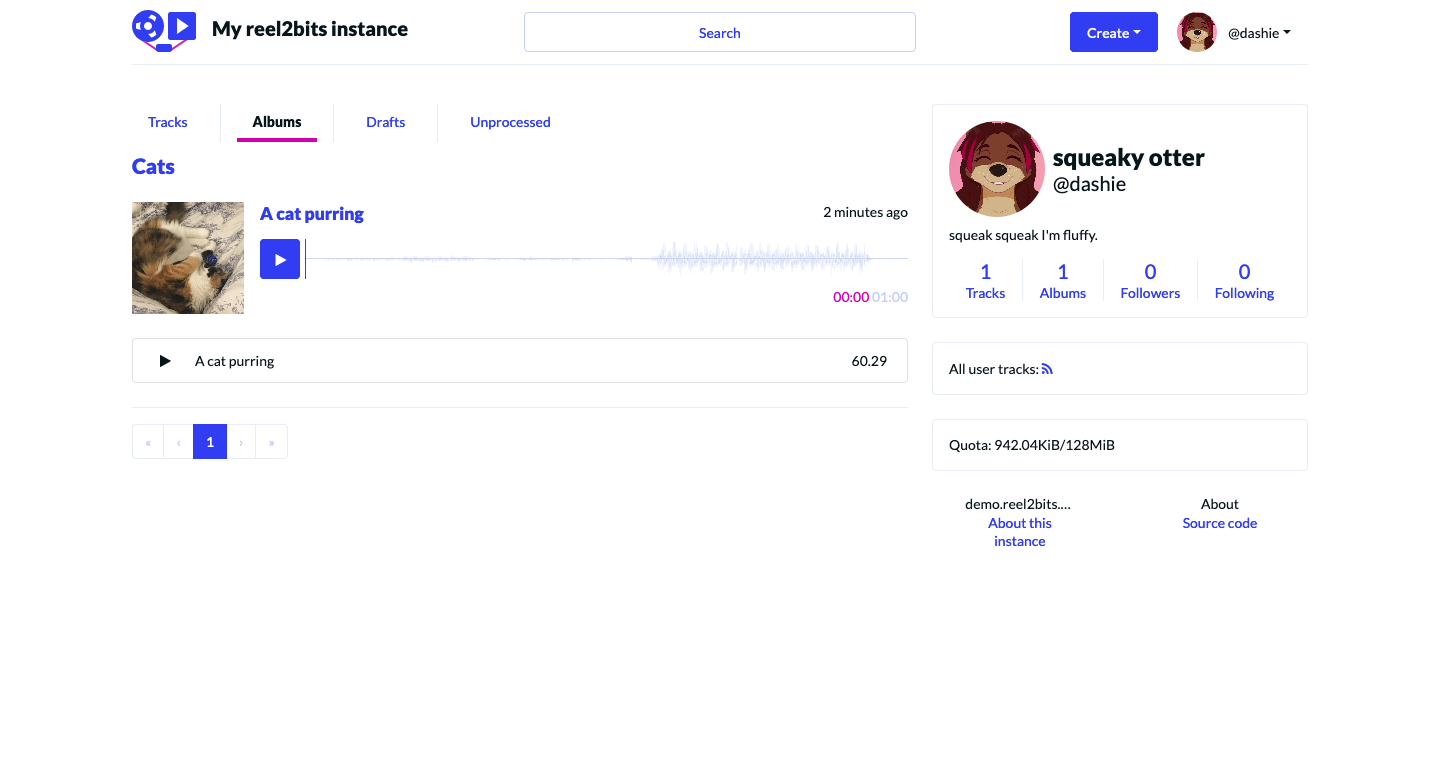 My reel2bits instance
Search
Create
@dashie
Tracks
Albums
Drafts
Unprocessed
Cats
A cat purring
2 minutes ago
00:00 01:00
A cat purring
60.29
« ‹ 1 › »
squeaky otter
@dashie
squeak squeak I'm fluffy.
1 1 0 0
Tracks Albums Followers Following
All user tracks:
Quota: 942.04KiB/128MiB
demo.reel2bits....
About this
instance
About
Source code